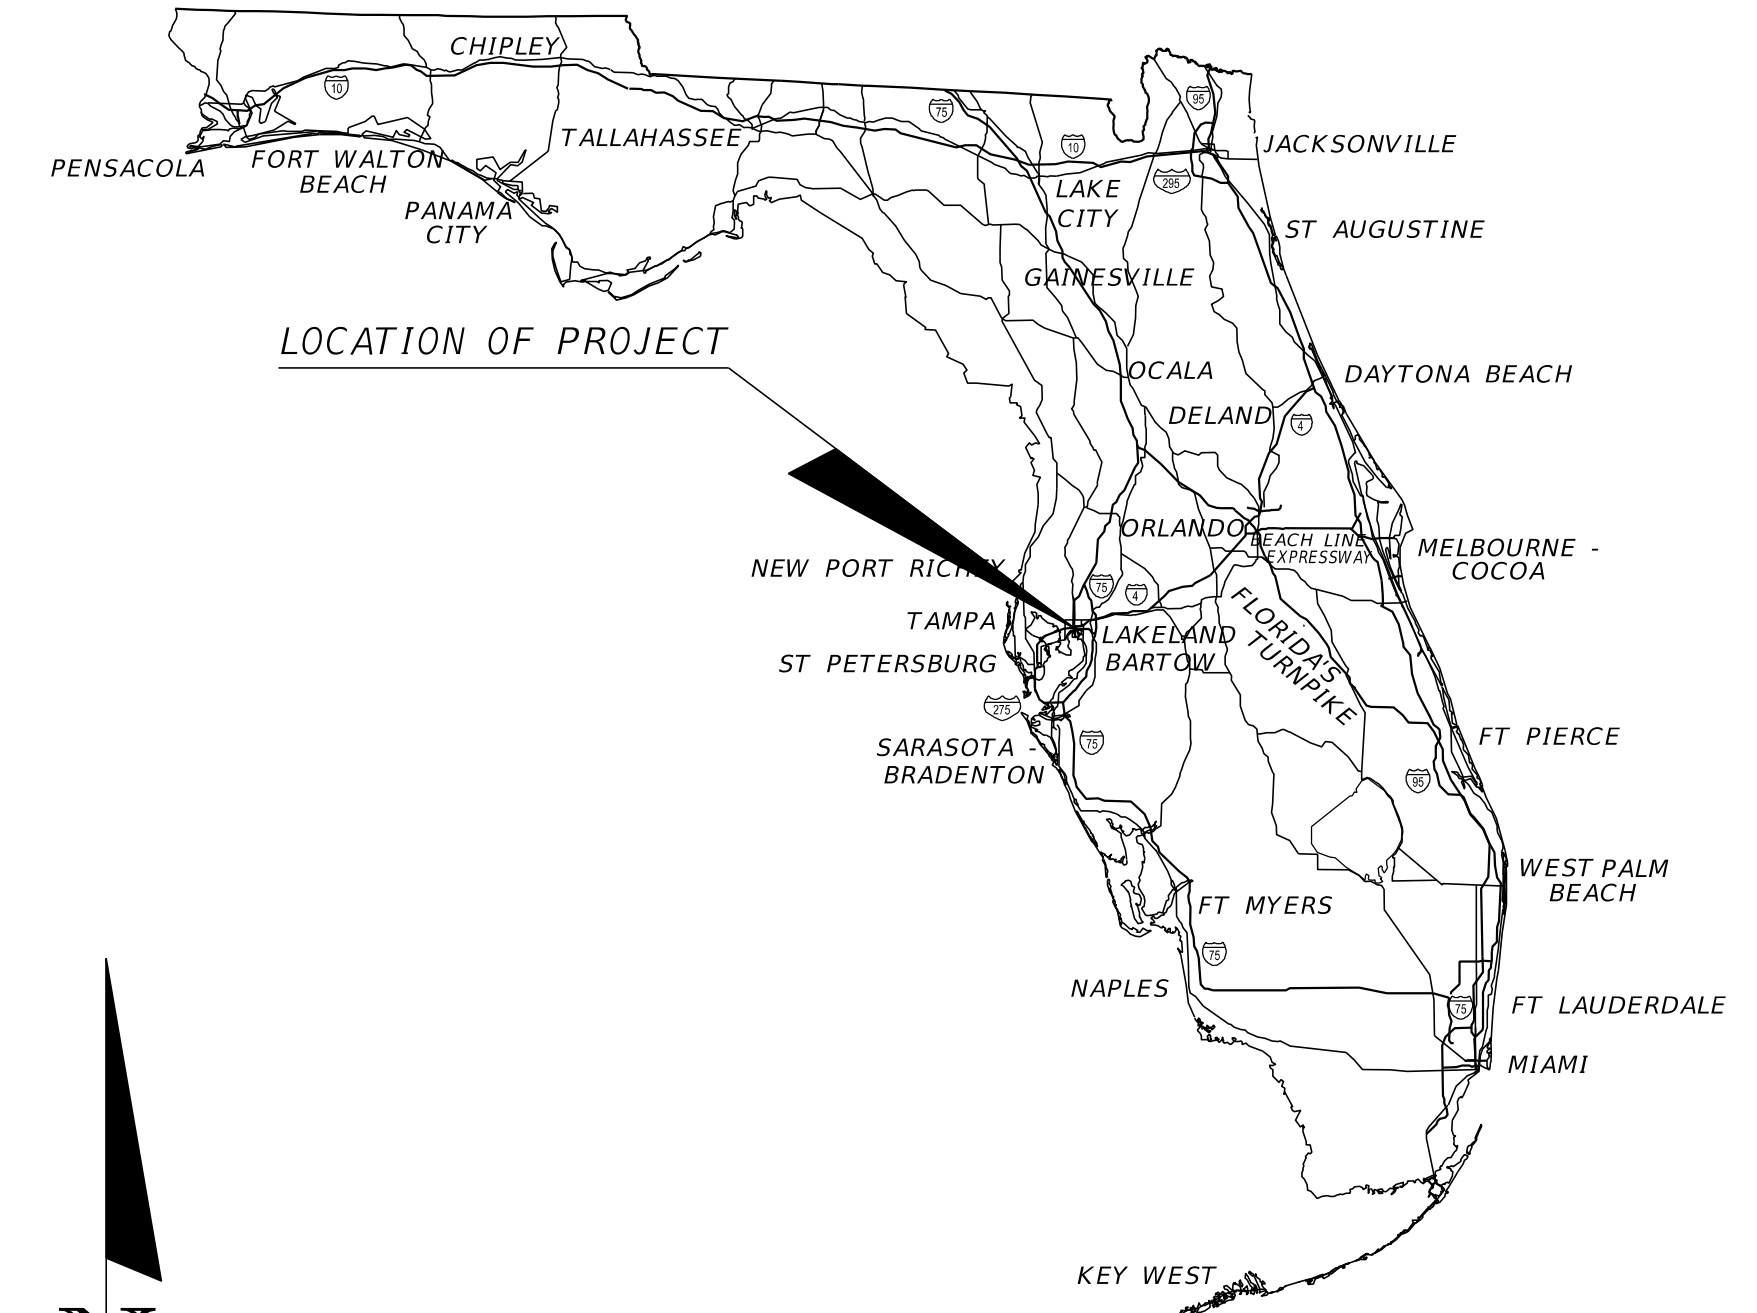 CHIPLEY
10
75
95
TALLAHASSEE
10
JACKSONVILLE
PENSACOLA
FORT WALTON
BEACH
295
LAKE
CITY
PANAMA
CITY
ST AUGUSTINE
GAINESVILLE
LOCATION OF PROJECT
OCALA
DAYTONA BEACH
DELAND
4
ORLANDO
BEACH LINE
EXPRESSWAY
MELBOURNE -
COCOA
NEW PORT RICHEY
75
4
TAMPA
LAKELAND
BARTOW
FLORIDA'S
TURNPIKE
ST PETERSBURG
275
75
SARASOTA -
BRADENTON
FT PIERCE
95
WEST PALM
BEACH
FT MYERS
75
NAPLES
75
FT LAUDERDALE
MIAMI
KEY WEST
N